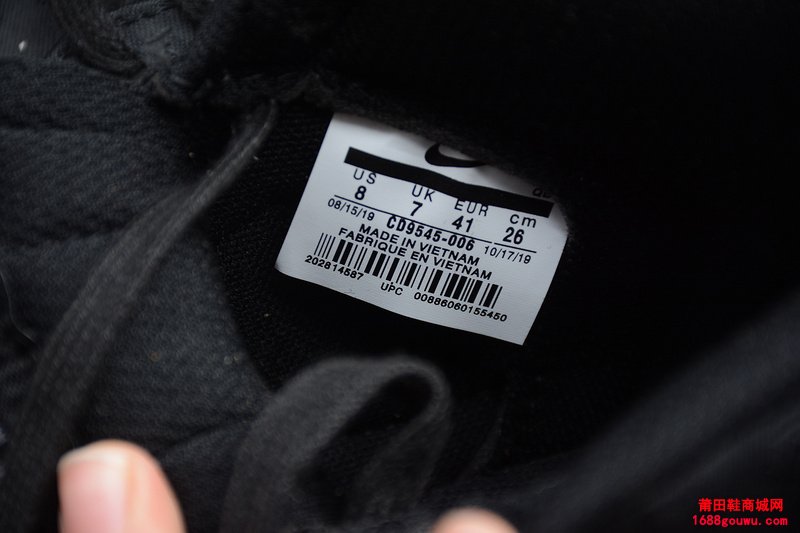 US UK EUR cm
8 7 41 26
08/15/19 CD9545-006 10/17/19
MADE IN VIETNAM
FABRIQUE EN VIETNAM
202814587 UPC 00886060155450
莆田鞋商城网
1688gouwu.com